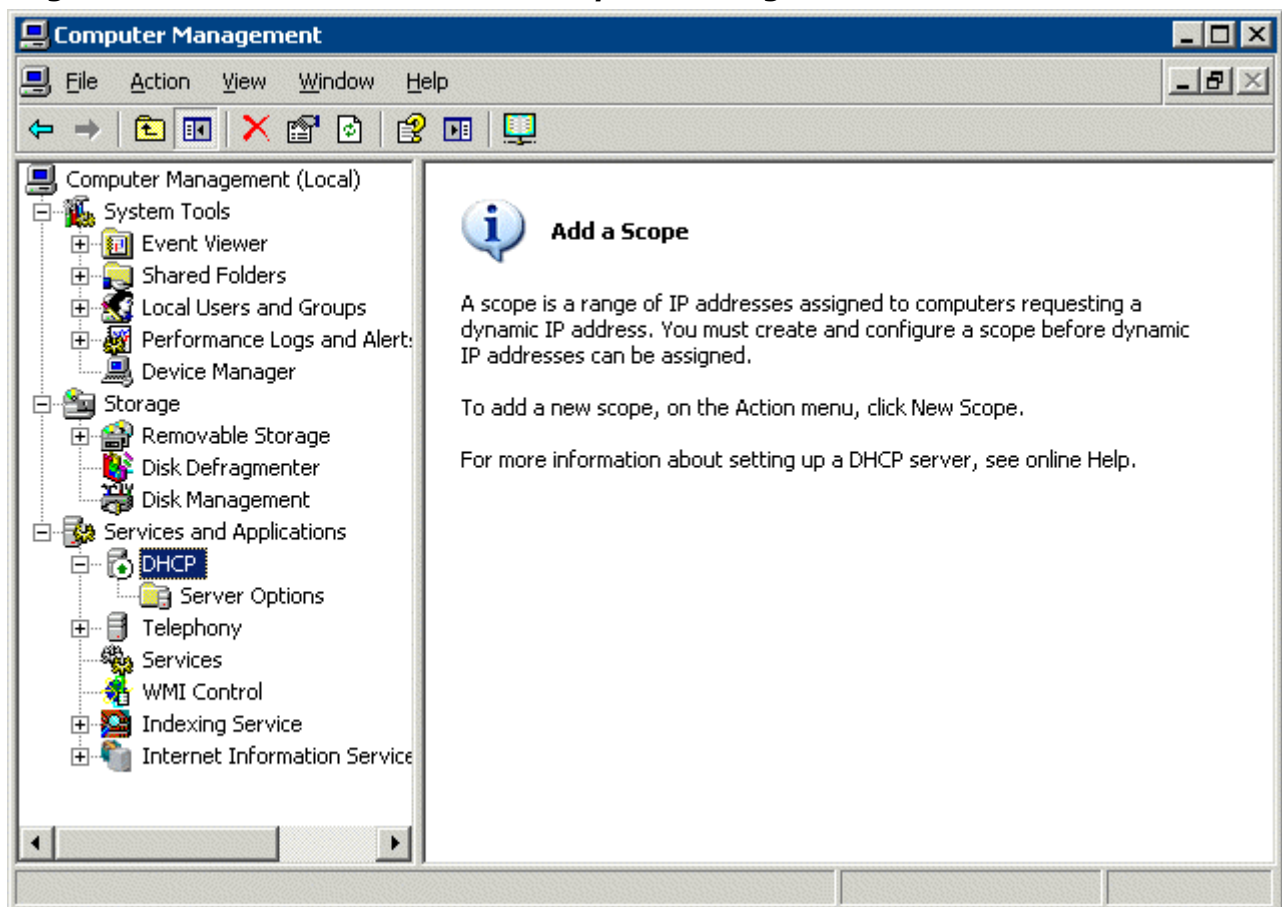 Computer Management
File Action View Window Help
Computer Management (Local)
System Tools
Event Viewer
Shared Folders
Local Users and Groups
Performance Logs and Alert
Device Manager
Storage
Removable Storage
Disk Defragmenter
Disk Management
Services and Applications
DHCP
Server Options
Telephony
Services
WMI Control
Indexing Service
Internet Information Service
Add a Scope
A scope is a range of IP addresses assigned to computers requesting a
dynamic IP address. You must create and configure a scope before dynamic
IP addresses can be assigned.
To add a new scope, on the Action menu, click New Scope.
For more information about setting up a DHCP server, see online Help.